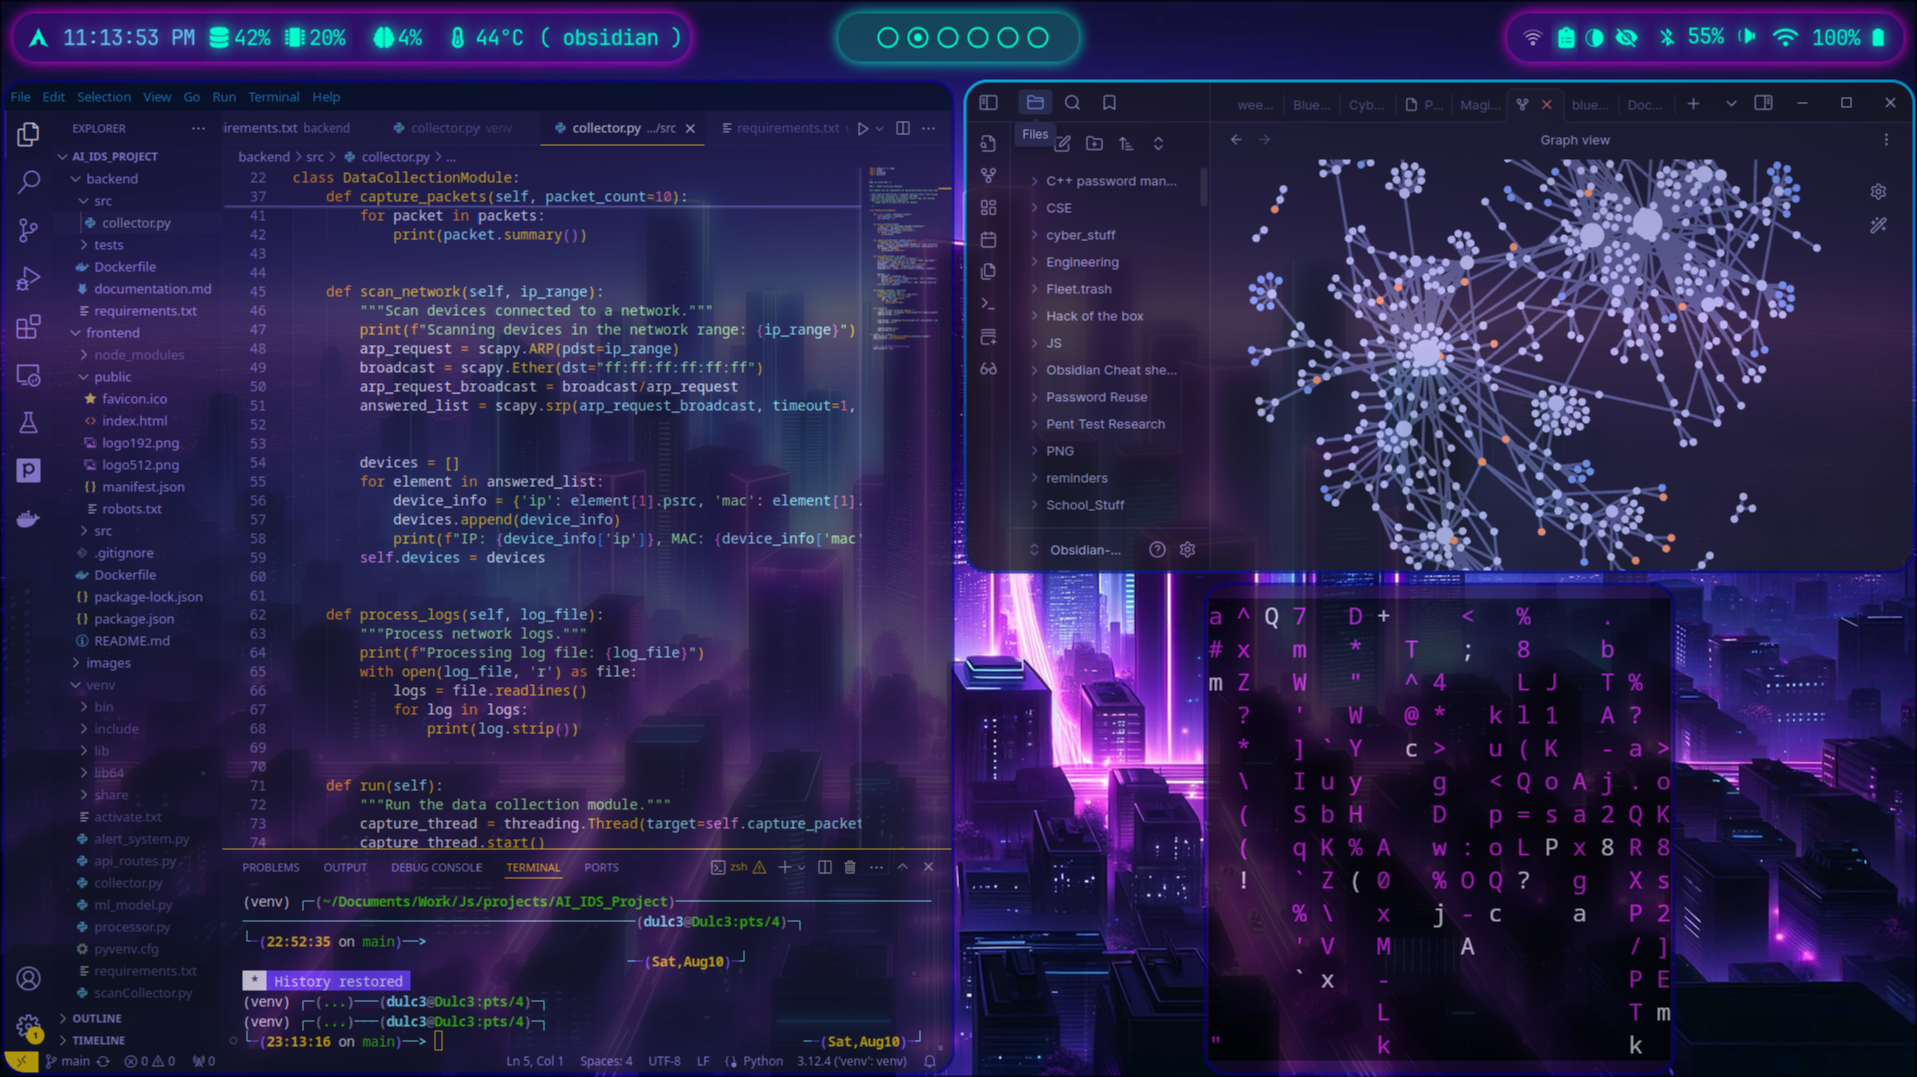 11:13:53 PM 42% 20% 4% 44°C ( obsidian )
55% 100%
File Edit Selection View Go Run Terminal Help
EXPLORER
AI_IDS_PROJECT
backend
src
collector.py
tests
Dockerfile
documentation.md
requirements.txt
frontend
node_modules
public
favicon.ico
index.html
logo192.png
logo512.png
manifest.json
robots.txt
src
.gitignore
Dockerfile
package-lock.json
package.json
README.md
images
venv
bin
include
lib
lib64
share
activate.txt
alert_system.py
api_routes.py
collector.py
ml_model.py
processor.py
pyvenv.cfg
requirements.txt
scanCollector.py
OUTLINE
TIMELINE
irements.txt backend collector.py venv collector.py .../src requirements.txt
backend > src > collector.py > ...
22 class DataCollectionModule:
37 def capture_packets(self, packet_count=10):
41 for packet in packets:
42 print(packet.summary())
43
44
45 def scan_network(self, ip_range):
46 """Scan devices connected to a network."""
47 print(f"Scanning devices in the network range: {ip_range}")
48 arp_request = scapy.ARP(pdst=ip_range)
49 broadcast = scapy.Ether(dst="ff:ff:ff:ff:ff:ff")
50 arp_request_broadcast = broadcast/arp_request
51 answered_list = scapy.srp(arp_request_broadcast, timeout=1,
52
53
54 devices = []
55 for element in answered_list:
56 device_info = {'ip': element[1].psrc, 'mac': element[1].
57 devices.append(device_info)
58 print(f"IP: {device_info['ip']}, MAC: {device_info['mac'
59 self.devices = devices
60
61
62 def process_logs(self, log_file):
63 """Process network logs."""
64 print(f"Processing log file: {log_file}")
65 with open(log_file, 'r') as file:
66 logs = file.readlines()
67 for log in logs:
68 print(log.strip())
69
70
71 def run(self):
72 """Run the data collection module."""
73 capture_thread = threading.Thread(target=self.capture_packet
74 capture_thread.start()
PROBLEMS OUTPUT DEBUG CONSOLE TERMINAL PORTS zsh
(venv) (~/Documents/Work/Js/projects/AI_IDS_Project)
(dulc3@Dulc3:pts/4)
(22:52:35 on main)──>
(Sat,Aug10)
* History restored
(venv) (...)──(dulc3@Dulc3:pts/4)
(venv) (...)──(dulc3@Dulc3:pts/4)
(23:13:16 on main)──> (Sat,Aug10)
1
main 0 0 0 Ln 5, Col 1 Spaces: 4 UTF-8 LF Python 3.12.4 ('venv': venv)
wee... Blue... Cyb... P... Magi... blue... Doc...
Files
Graph view
C++ password man...
CSE
cyber_stuff
Engineering
Fleet.trash
Hack of the box
JS
Obsidian Cheat she...
Password Reuse
Pent Test Research
PNG
reminders
School_Stuff
Obsidian-...
a ^ Q 7 D + < % .
# x m * T ; 8 b
m Z W " ^ 4 L J T %
? ' W @ * k l 1 A ?
* ] ` Y c > u ( K - a >
\ I u y g < Q o A j . o
( S b H D p = s a 2 Q K
( q K % A w : o L P x 8 R 8
! ` Z ( 0 % O Q ? g X s
% \ x j - c a P 2
' V M A / ]
` x - P E
L T m
" k k